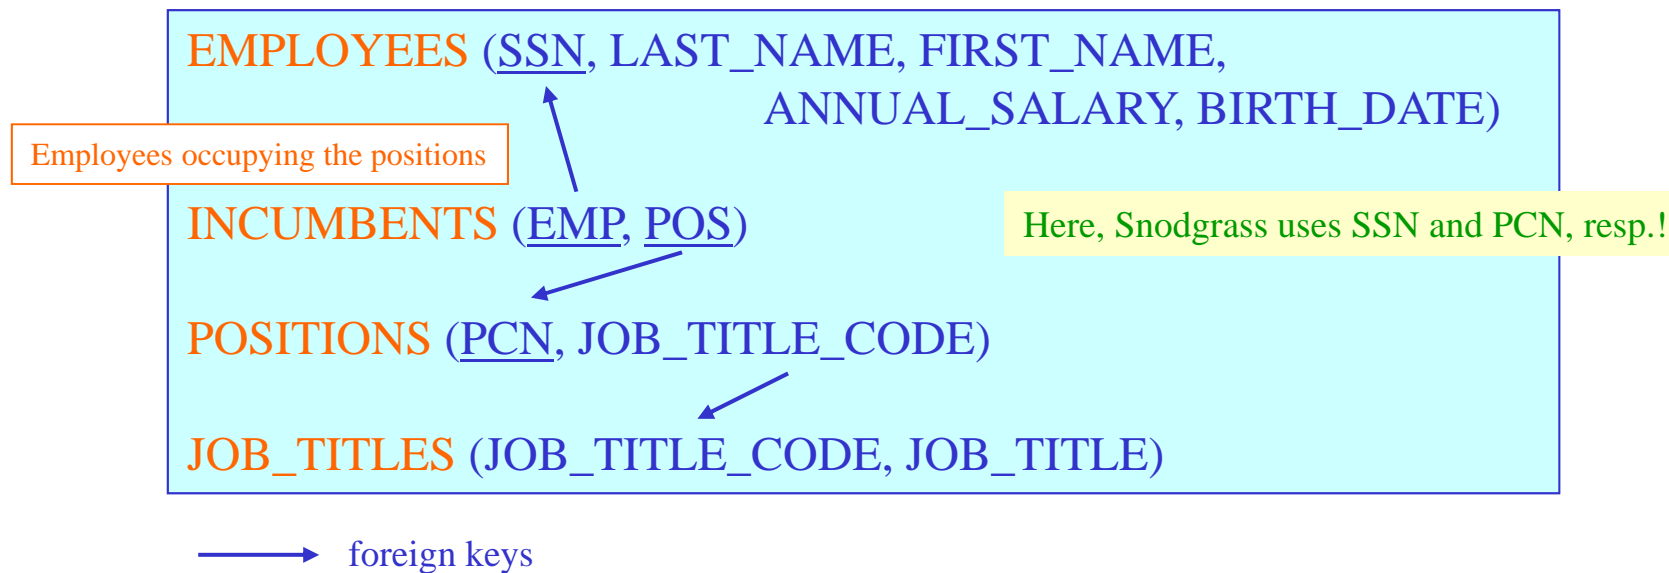 EMPLOYEES (SSN, LAST_NAME, FIRST_NAME,
ANNUAL_SALARY, BIRTH_DATE)
Employees occupying the positions
INCUMBENTS (EMP, POS)
Here, Snodgrass uses SSN and PCN, resp.!
POSITIONS (PCN, JOB_TITLE_CODE)
JOB_TITLES (JOB_TITLE_CODE, JOB_TITLE)
foreign keys